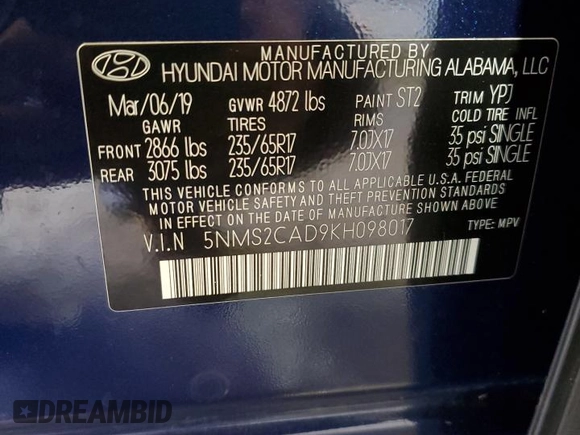 MANUFACTURED BY
HYUNDAI MOTOR MANUFACTURING ALABAMA, LLC
Mar/06/19 GVWR 4872 lbs PAINT ST2 TRIM YPJ
GAWR TIRES RIMS COLD TIRE INFL
FRONT 2866 lbs 235/65R17 7.0JX17 35 psi SINGLE
REAR 3075 lbs 235/65R17 7.0JX17 35 psi SINGLE
THIS VEHICLE CONFORMS TO ALL APPLICABLE U.S.A. FEDERAL
MOTOR VEHICLE SAFETY AND THEFT PREVENTION STANDARDS
IN EFFECT ON THE DATE OF MANUFACTURE SHOWN ABOVE.
V.I.N 5NMS2CAD9KH098017 TYPE: MPV
DREAMBID